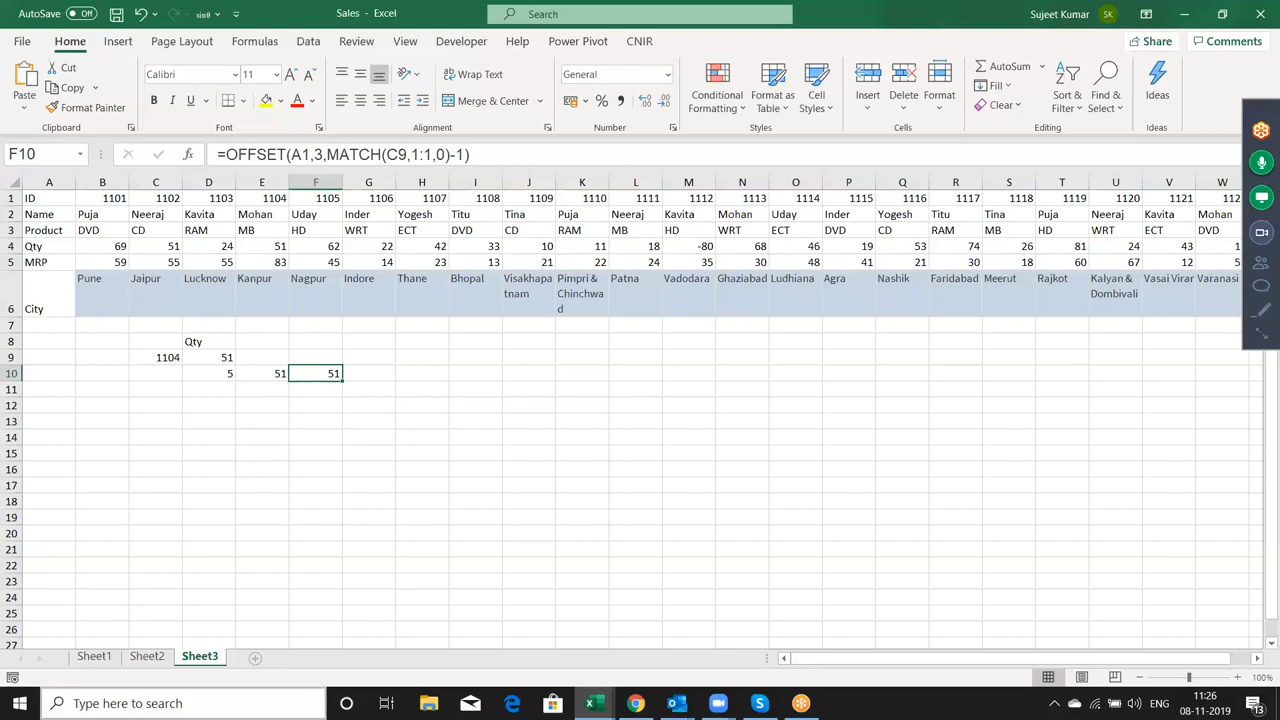 AutoSave Off Sales - Excel Search Sujeet Kumar SK
File Home Insert Page Layout Formulas Data Review View Developer Help Power Pivot CNIR Share Comments
Paste Cut Copy Format Painter Calibri 11 B I U A Wrap Text Merge & Center General % Conditional Formatting Format as Table Cell Styles Insert Delete Format AutoSum Fill Clear Sort & Filter Find & Select Ideas
Clipboard Font Alignment Number Styles Cells Editing Ideas
F10 fx =OFFSET(A1,3,MATCH(C9,1:1,0)-1)
A B C D E F G H I J K L M N O P Q R S T U V W
1 ID 1101 1102 1103 1104 1105 1106 1107 1108 1109 1110 1111 1112 1113 1114 1115 1116 1117 1118 1119 1120 1121 112
2 Name Puja Neeraj Kavita Mohan Uday Inder Yogesh Titu Tina Puja Neeraj Kavita Mohan Uday Inder Yogesh Titu Tina Puja Neeraj Kavita Mohan
3 Product DVD CD RAM MB HD WRT ECT DVD CD RAM MB HD WRT ECT DVD CD RAM MB HD WRT ECT DVD
4 Qty 69 51 24 51 62 22 42 33 10 11 18 -80 68 46 19 53 74 26 81 24 43 1
5 MRP 59 55 55 83 45 14 23 13 21 22 24 35 30 48 41 21 30 18 60 67 12 5
6 City Pune Jaipur Lucknow Kanpur Nagpur Indore Thane Bhopal Visakhapatnam Pimpri & Chinchwad Patna Vadodara Ghaziabad Ludhiana Agra Nashik Faridabad Meerut Rajkot Kalyan & Dombivali Vasai Virar Varanasi
7
8 Qty
9 1104 51
10 5 51 51
11
12
13
14
15
16
17
18
19
20
21
22
23
24
25
26
27
Sheet1 Sheet2 Sheet3
100%
Type here to search ENG 11:26
08-11-2019 13